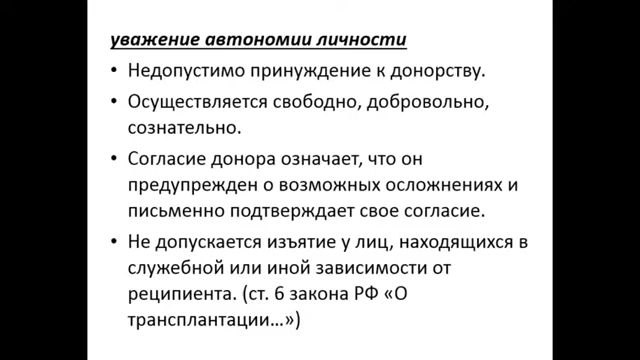 уважение автономии личности
• Недопустимо принуждение к донорству.
• Осуществляется свободно, добровольно,
сознательно.
• Согласие донора означает, что он
предупрежден о возможных осложнениях и
письменно подтверждает свое согласие.
• Не допускается изъятие у лиц, находящихся в
служебной или иной зависимости от
реципиента. (ст. 6 закона РФ «О
трансплантации…»)